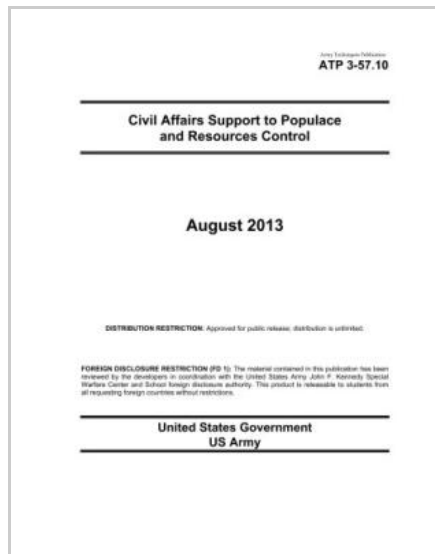 Army Techniques Publication
ATP 3-57.10
Civil Affairs Support to Populace
and Resources Control
August 2013
DISTRIBUTION RESTRICTION: Approved for public release; distribution is unlimited.
FOREIGN DISCLOSURE RESTRICTION (FD 1): The material contained in this publication has been
reviewed by the developers in coordination with the United States Army John F. Kennedy Special
Warfare Center and School foreign disclosure authority. This product is releasable to students from
all requesting foreign countries without restrictions.
United States Government
US Army